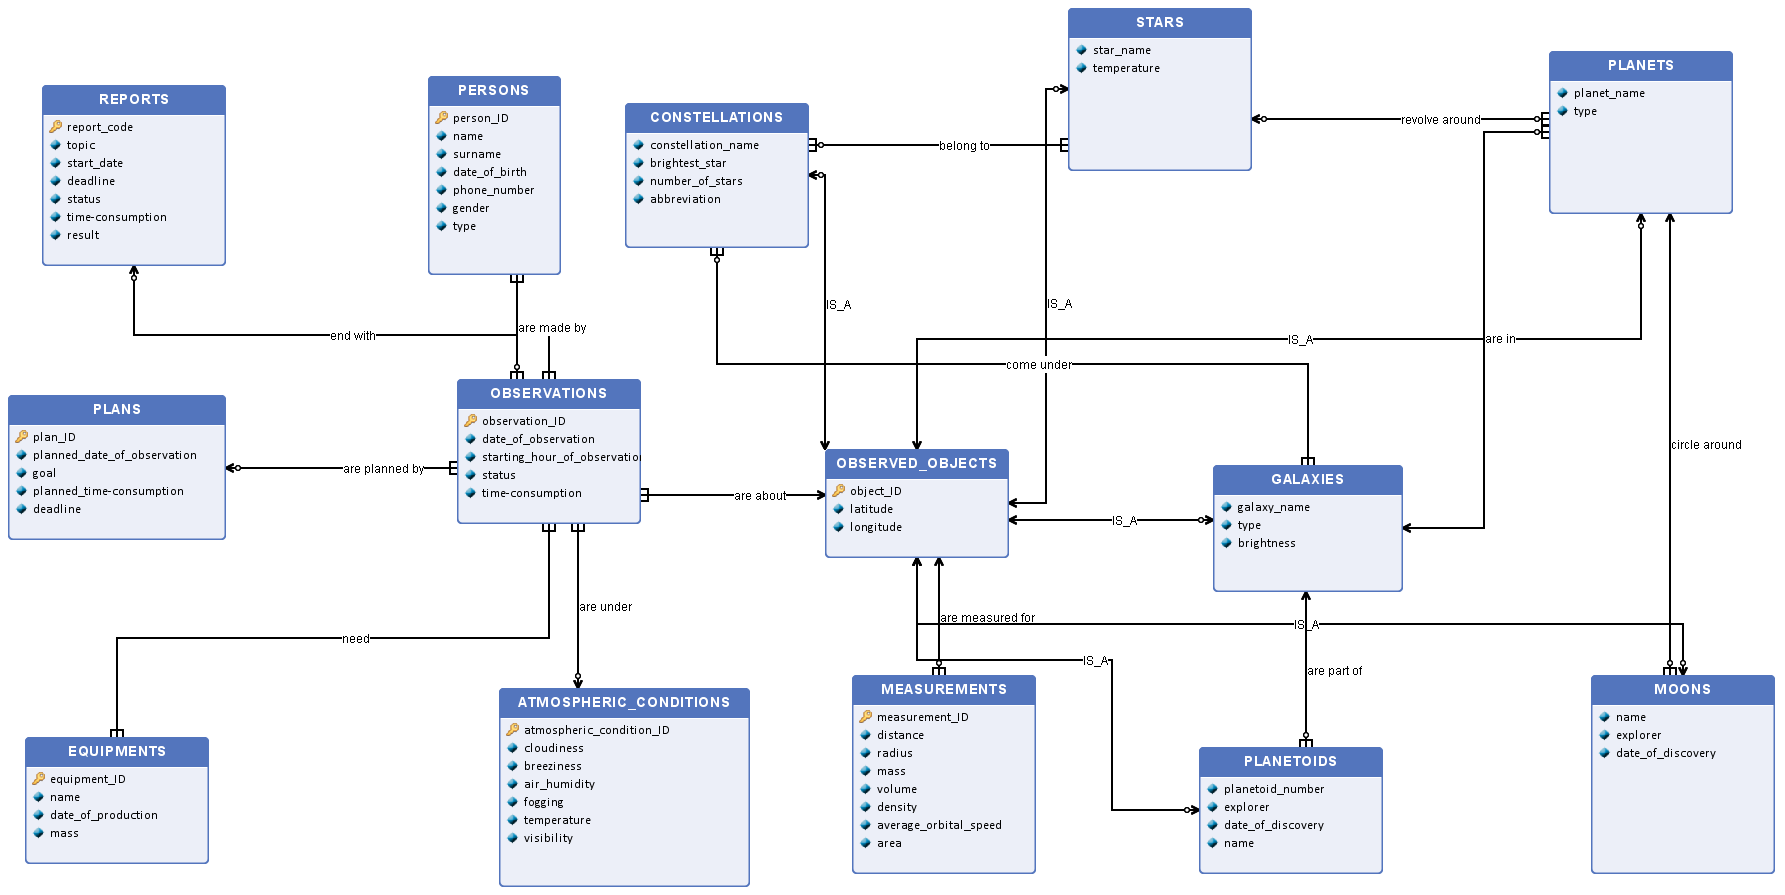 STARS
star_name
temperature
PLANETS
planet_name
type
REPORTS
report_code
topic
start_date
deadline
status
time-consumption
result
PERSONS
person_ID
name
surname
date_of_birth
phone_number
gender
type
CONSTELLATIONS
constellation_name
brightest_star
number_of_stars
abbreviation
belong to
revolve around
IS_A
IS_A
end with
are made by
IS_A
are in
come under
circle around
PLANS
plan_ID
planned_date_of_observation
goal
planned_time-consumption
deadline
are planned by
OBSERVATIONS
observation_ID
date_of_observation
starting_hour_of_observatio
status
time-consumption
are about
OBSERVED_OBJECTS
object_ID
latitude
longitude
IS_A
GALAXIES
galaxy_name
type
brightness
are under
need
are measured for
IS_A
IS_A
are part of
EQUIPMENTS
equipment_ID
name
date_of_production
mass
ATMOSPHERIC_CONDITIONS
atmospheric_condition_ID
cloudiness
breeziness
air_humidity
fogging
temperature
visibility
MEASUREMENTS
measurement_ID
distance
radius
mass
volume
density
average_orbital_speed
area
PLANETOIDS
planetoid_number
explorer
date_of_discovery
name
MOONS
name
explorer
date_of_discovery